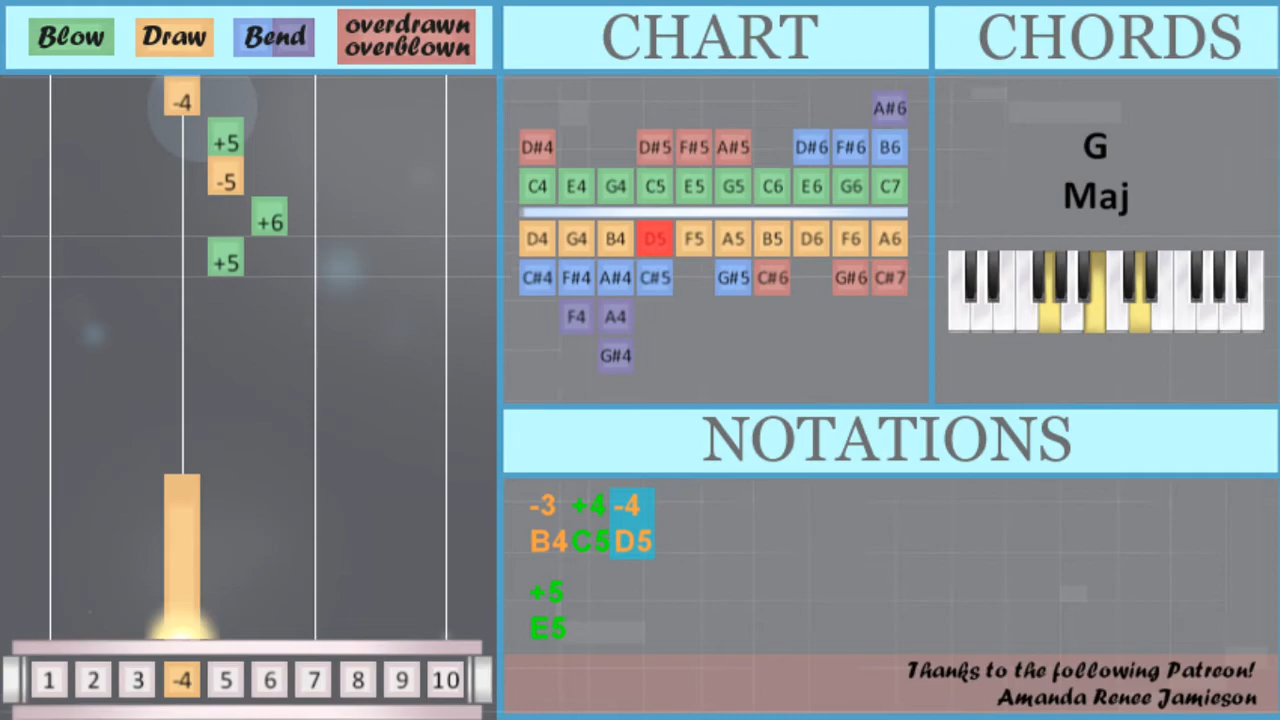 Blow Draw Bend overdrawn
overblown
CHART
CHORDS
-4
+5
-5
+6
+5
1 2 3 -4 5 6 7 8 9 10
A#6
D#4 D#5 F#5 A#5 D#6 F#6 B6
C4 E4 G4 C5 E5 G5 C6 E6 G6 C7
D4 G4 B4 D5 F5 A5 B5 D6 F6 A6
C#4 F#4 A#4 C#5 G#5 C#6 G#6 C#7
F4 A4
G#4
G
Maj
NOTATIONS
-3 +4 -4
B4 C5 D5
+5
E5
Thanks to the following Patreon!
Amanda Renee Jamieson